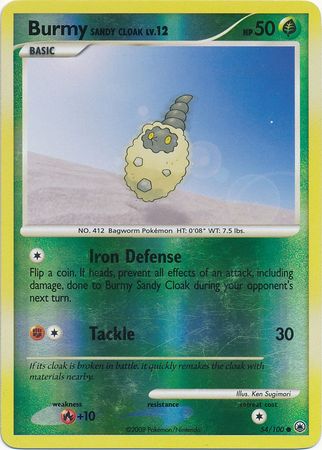 Burmy SANDY CLOAK LV.12 HP 50
BASIC
NO. 412 Bagworm Pokémon HT: 0'08" WT: 7.5 lbs.
Iron Defense
Flip a coin. If heads, prevent all effects of an attack, including
damage, done to Burmy Sandy Cloak during your opponent's
next turn.
Tackle 30
If its cloak is broken in battle, it quickly remakes the cloak with
materials nearby.
Illus. Ken Sugimori
weakness resistance retreat cost
+10
©2008 Pokémon/Nintendo 54/100